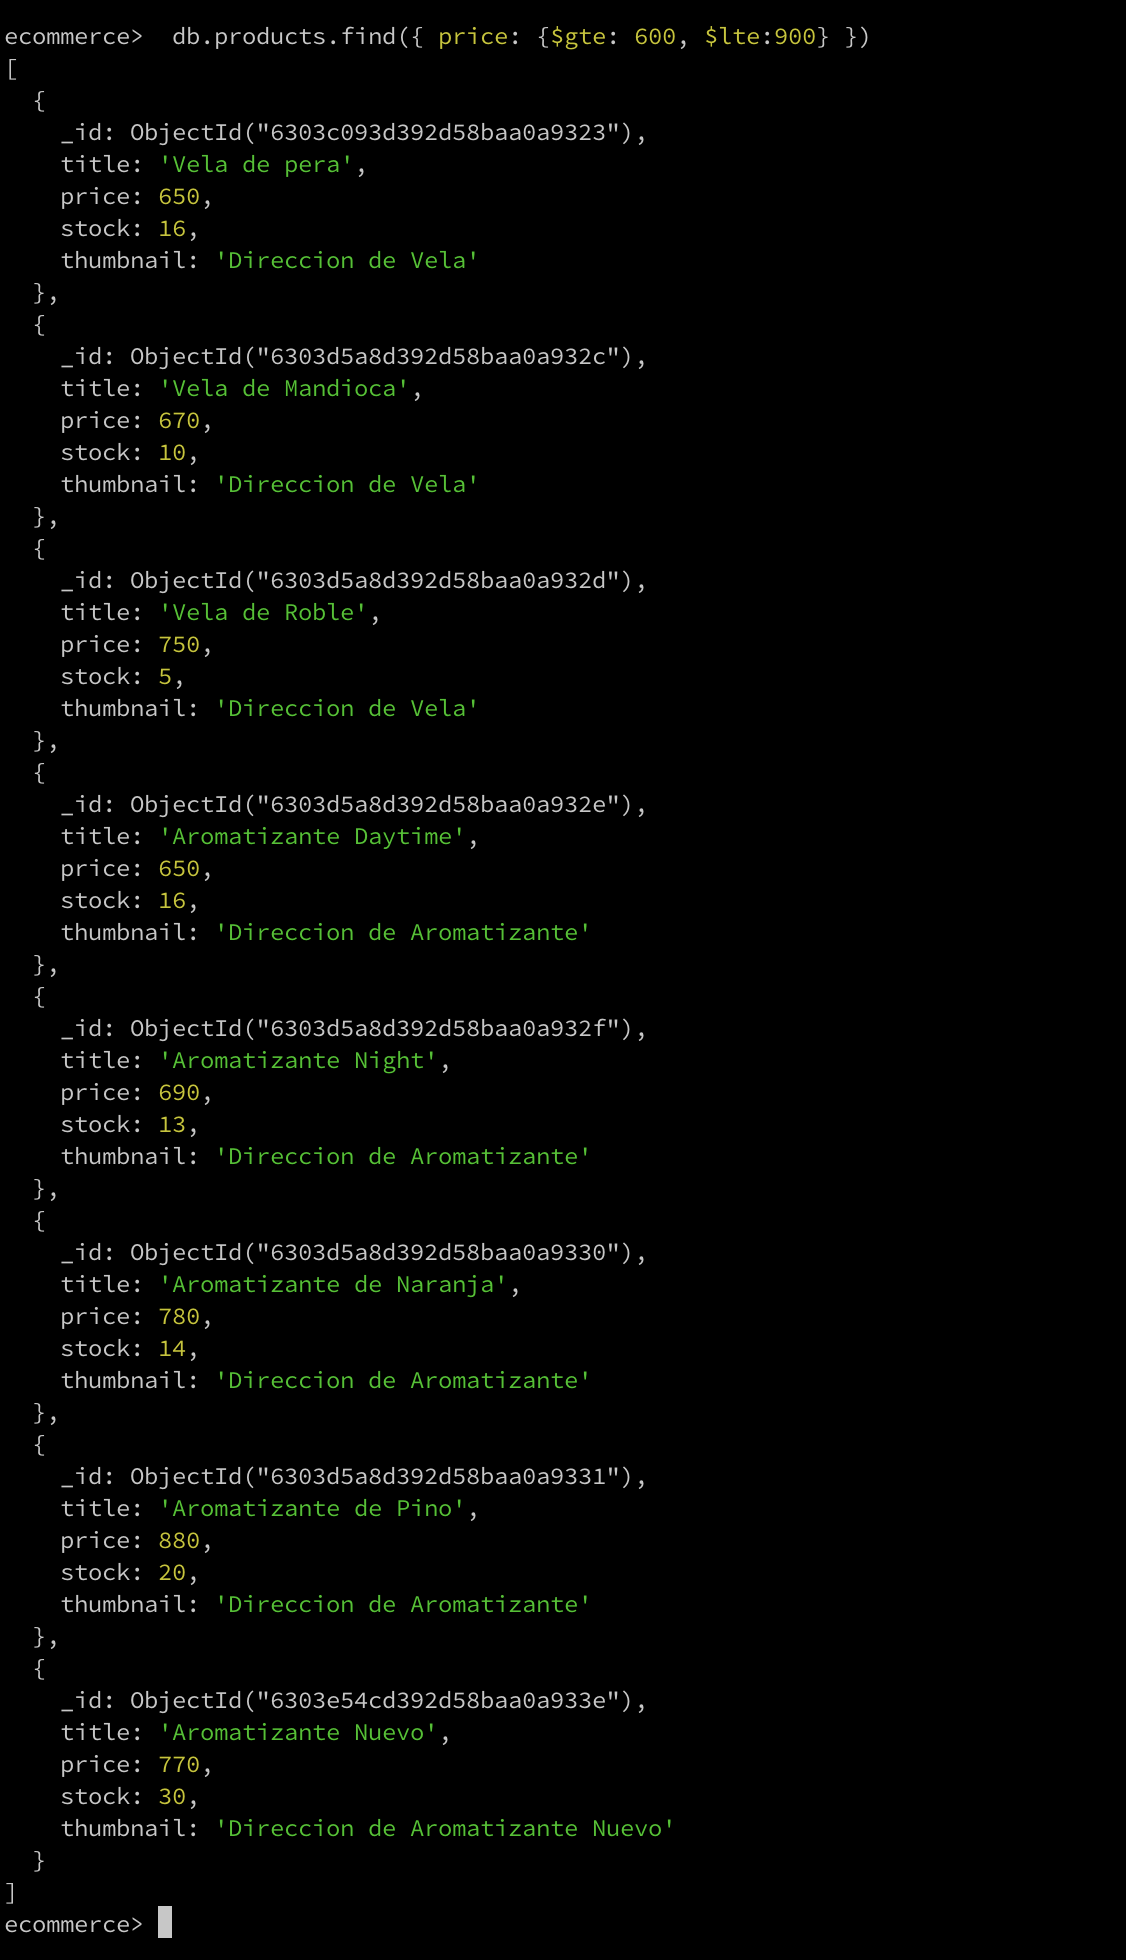 ecommerce>  db.products.find({ price: {$gte: 600, $lte:900} })
[
  {
    _id: ObjectId("6303c093d392d58baa0a9323"),
    title: 'Vela de pera',
    price: 650,
    stock: 16,
    thumbnail: 'Direccion de Vela'
  },
  {
    _id: ObjectId("6303d5a8d392d58baa0a932c"),
    title: 'Vela de Mandioca',
    price: 670,
    stock: 10,
    thumbnail: 'Direccion de Vela'
  },
  {
    _id: ObjectId("6303d5a8d392d58baa0a932d"),
    title: 'Vela de Roble',
    price: 750,
    stock: 5,
    thumbnail: 'Direccion de Vela'
  },
  {
    _id: ObjectId("6303d5a8d392d58baa0a932e"),
    title: 'Aromatizante Daytime',
    price: 650,
    stock: 16,
    thumbnail: 'Direccion de Aromatizante'
  },
  {
    _id: ObjectId("6303d5a8d392d58baa0a932f"),
    title: 'Aromatizante Night',
    price: 690,
    stock: 13,
    thumbnail: 'Direccion de Aromatizante'
  },
  {
    _id: ObjectId("6303d5a8d392d58baa0a9330"),
    title: 'Aromatizante de Naranja',
    price: 780,
    stock: 14,
    thumbnail: 'Direccion de Aromatizante'
  },
  {
    _id: ObjectId("6303d5a8d392d58baa0a9331"),
    title: 'Aromatizante de Pino',
    price: 880,
    stock: 20,
    thumbnail: 'Direccion de Aromatizante'
  },
  {
    _id: ObjectId("6303e54cd392d58baa0a933e"),
    title: 'Aromatizante Nuevo',
    price: 770,
    stock: 30,
    thumbnail: 'Direccion de Aromatizante Nuevo'
  }
]
ecommerce>